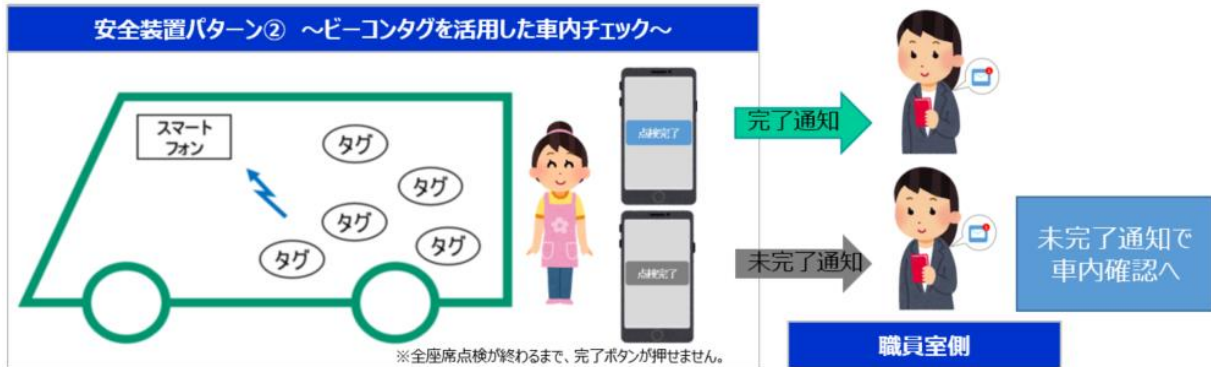 安全装置パターン② ～ビーコンタグを活用した車内チェック～
スマート
フォン
タグ
タグ
タグ
タグ
タグ
点検完了
点検完了
※全座席点検が終わるまで、完了ボタンが押せません。
完了通知
未完了通知
未完了通知で
車内確認へ
職員室側